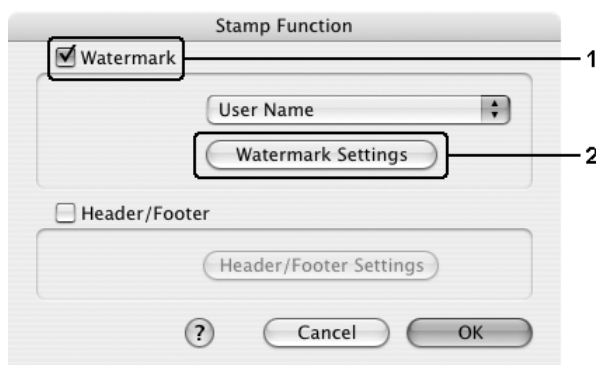 Stamp Function
Watermark
1
User Name
Watermark Settings
2
Header/Footer
Header/Footer Settings
?
Cancel
OK